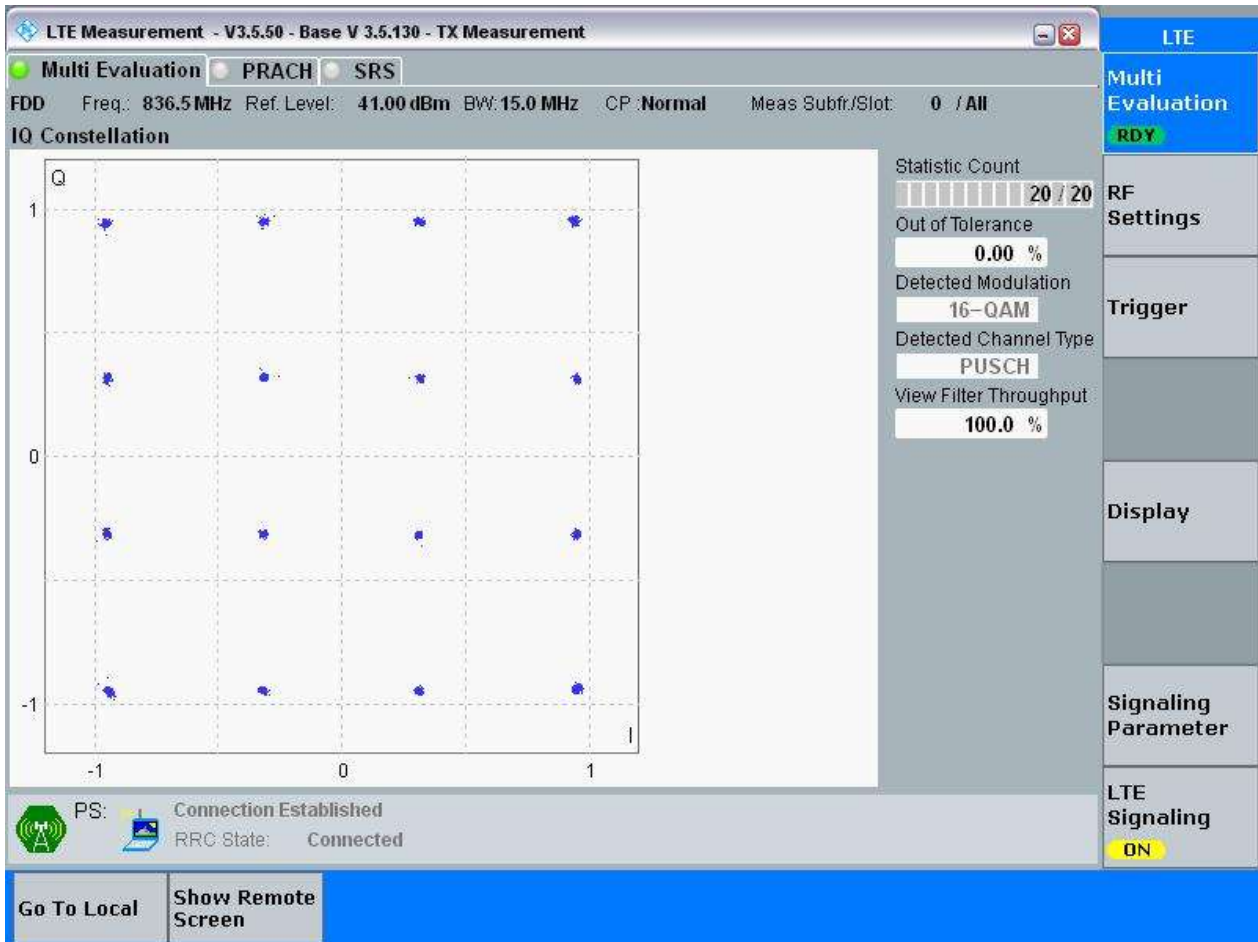 LTE Measurement - V3.5.50 - Base V 3.5.130 - TX Measurement
Multi Evaluation PRACH SRS
FDD Freq.: 836.5 MHz Ref. Level: 41.00 dBm BW: 15.0 MHz CP : Normal Meas Subfr./Slot: 0 / All
IQ Constellation
Q
1
0
-1
I
-1 0 1
Statistic Count
20 / 20
Out of Tolerance
0.00 %
Detected Modulation
16-QAM
Detected Channel Type
PUSCH
View Filter Throughput
100.0 %
PS: Connection Established
RRC State: Connected
LTE
Multi
Evaluation
RDY
RF
Settings
Trigger
Display
Signaling
Parameter
LTE
Signaling
ON
Go To Local
Show Remote
Screen